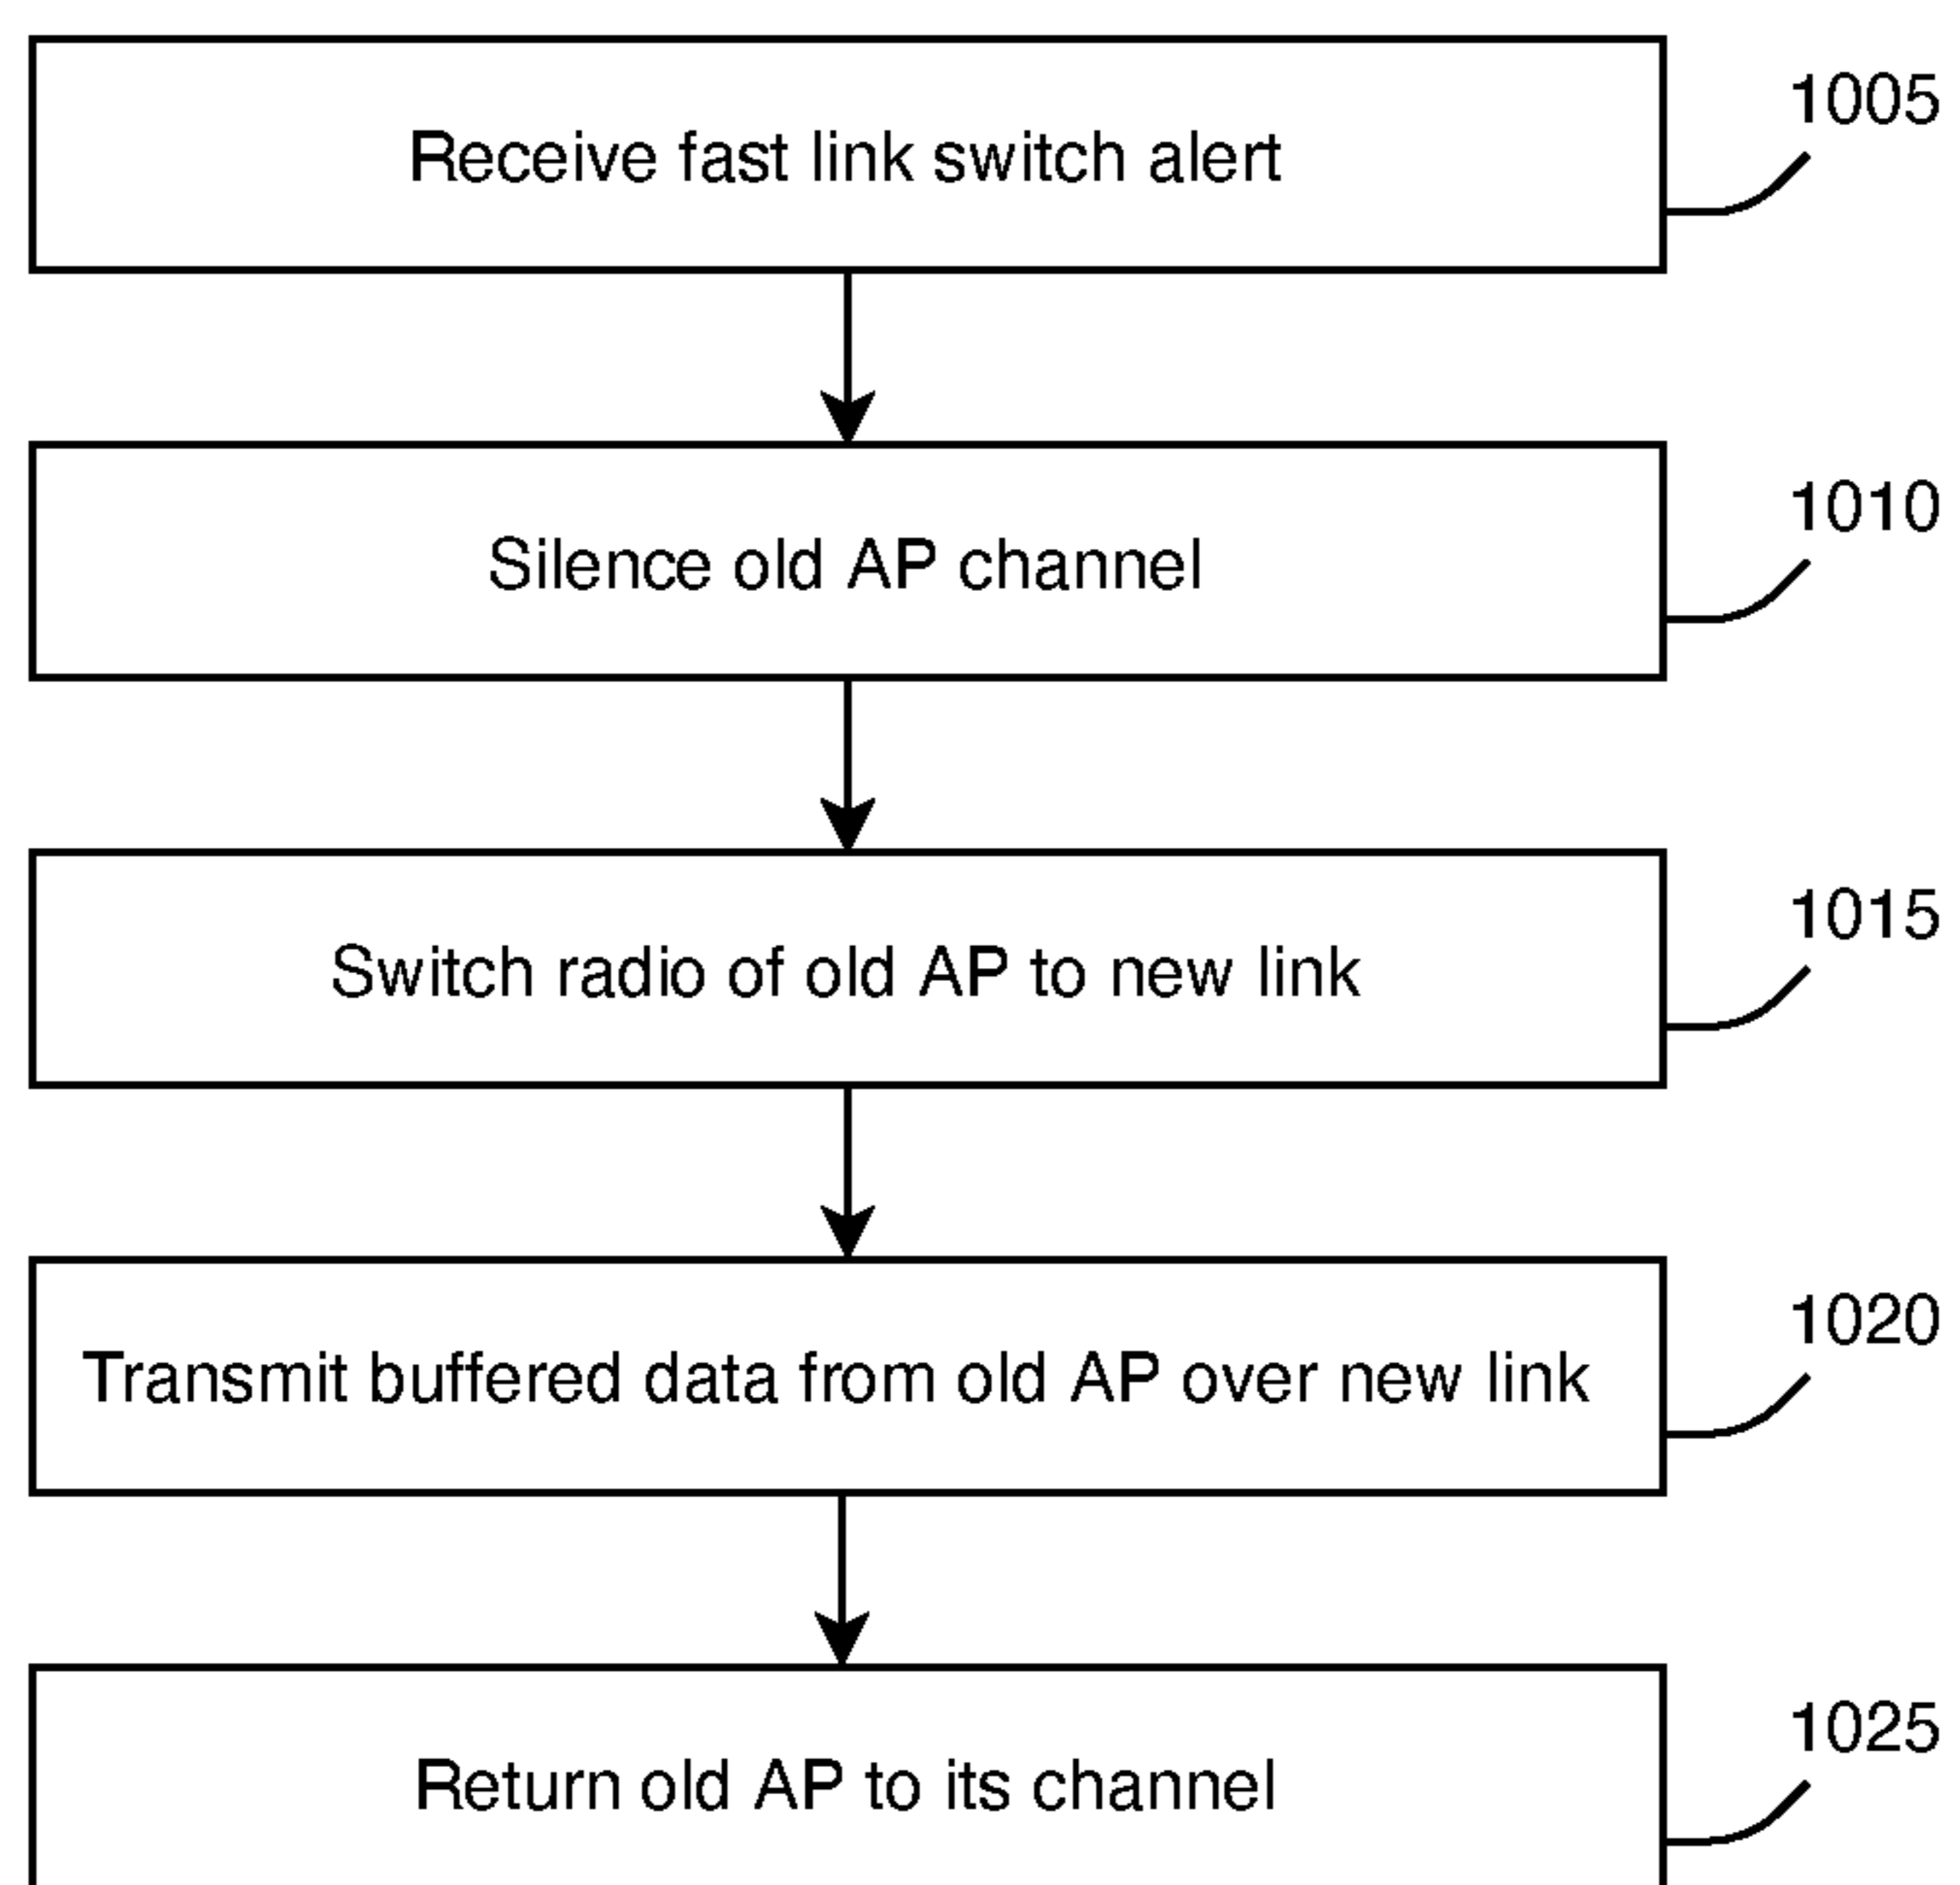 1005
Receive fast link switch alert
1010
Silence old AP channel
1015
Switch radio of old AP to new link
1020
Transmit buffered data from old AP over new link
1025
Return old AP to its channel